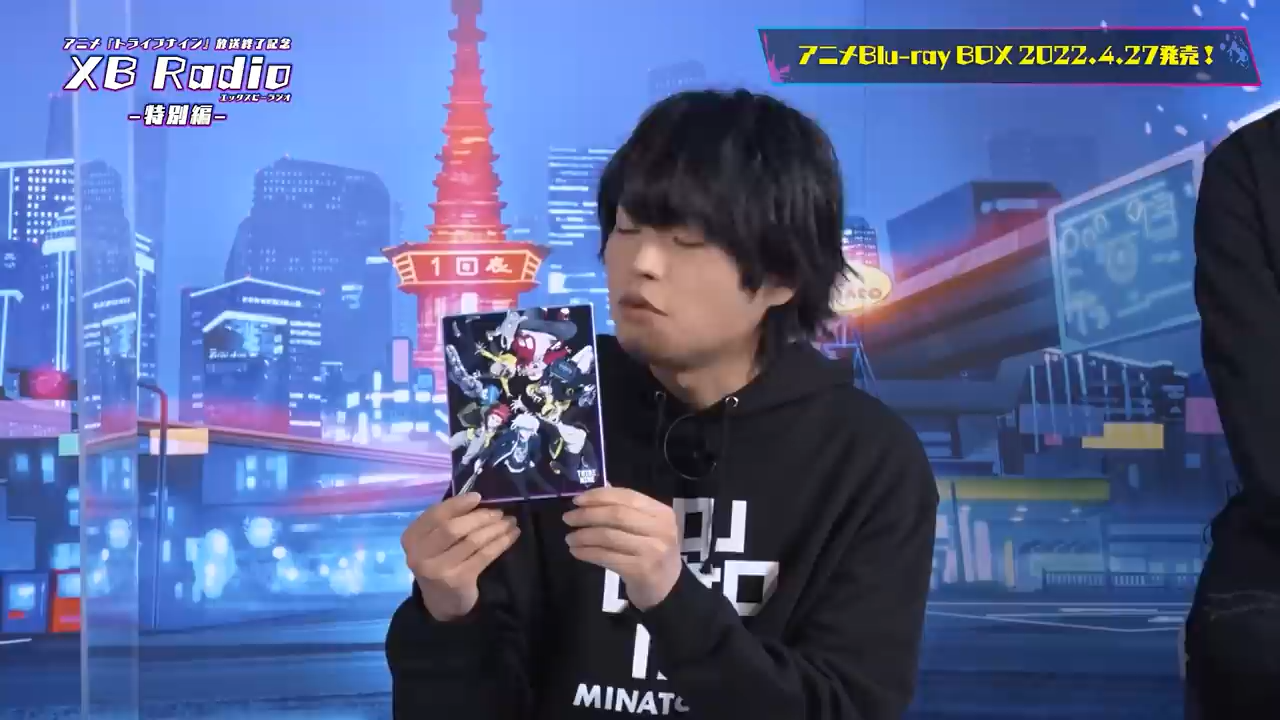 アニメ「トライブナイン」放送終了記念
XB Radio
エックスビーラジオ
-特別編-
アニメBlu-ray BOX 2022.4.27発売！
1回表
TRIBE NINE
MINATO